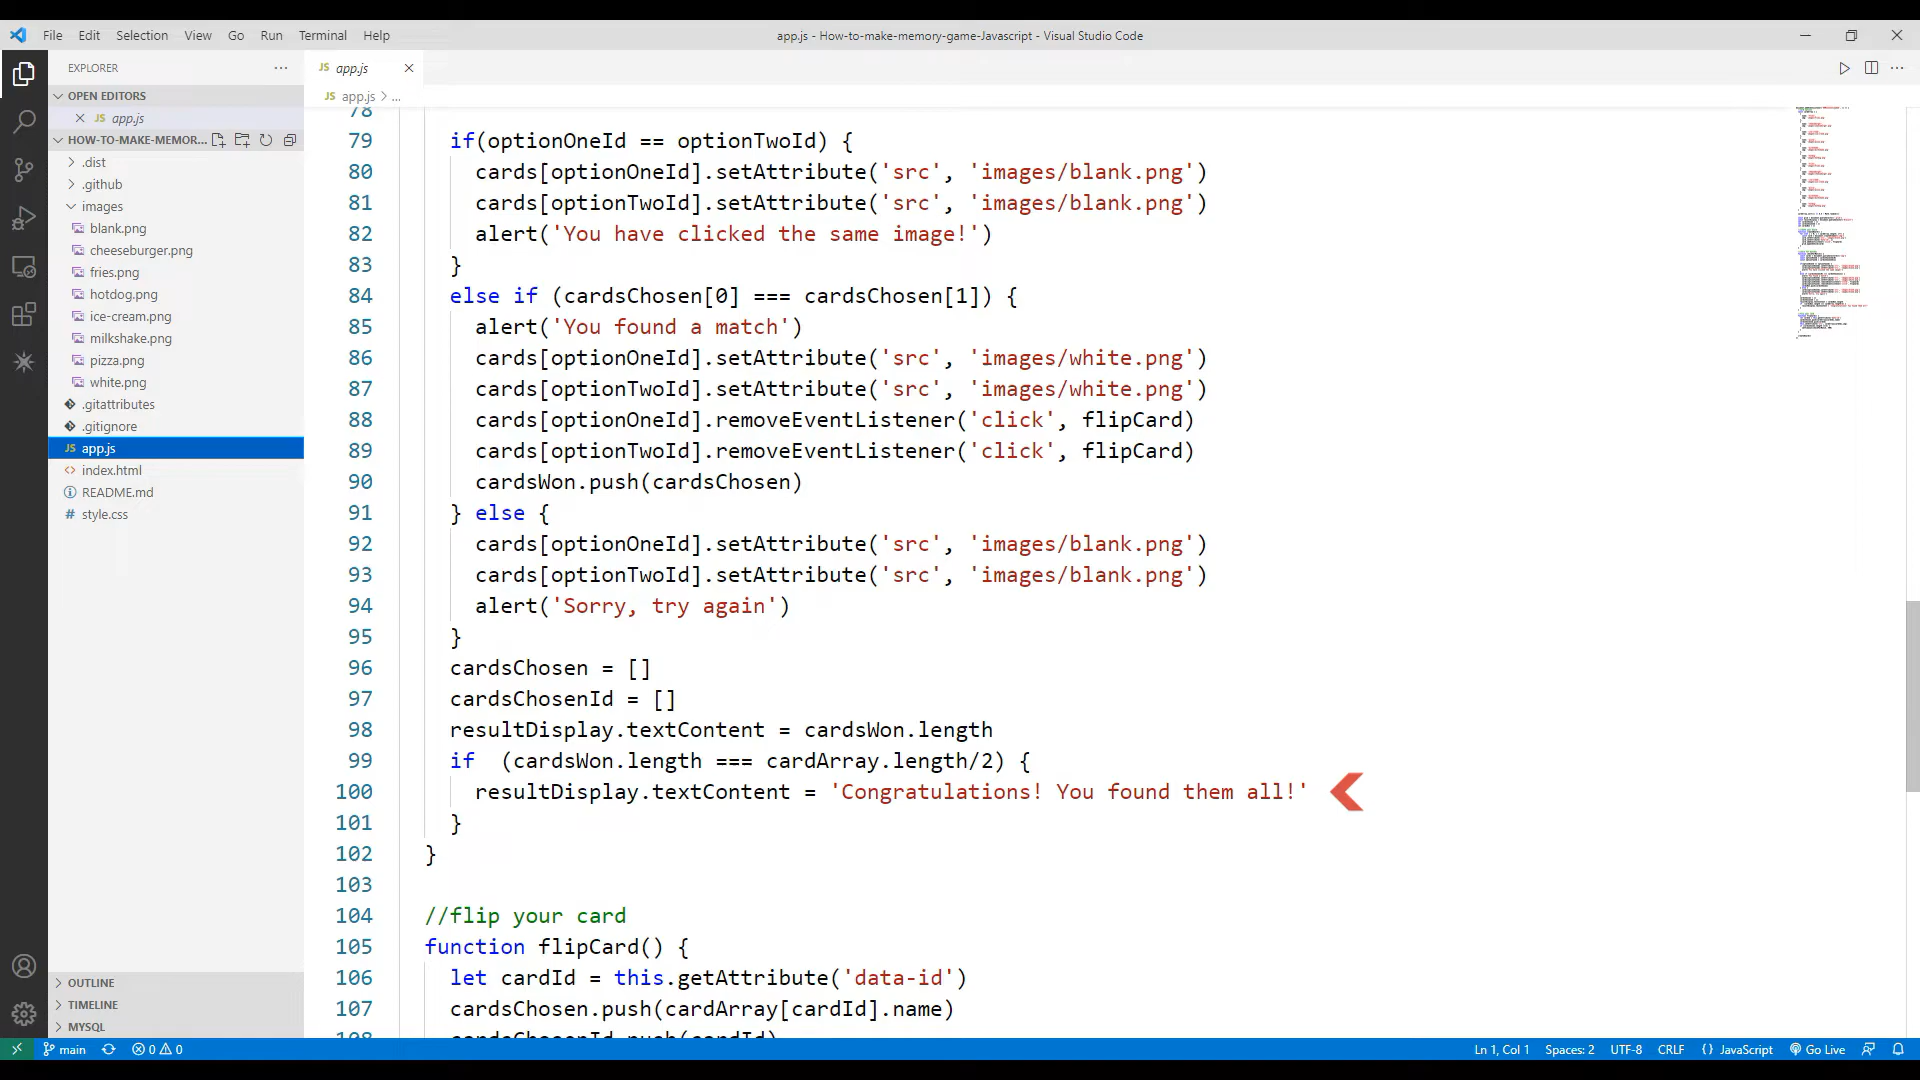 File Edit Selection View Go Run Terminal Help
app.js - How-to-make-memory-game-Javascript - Visual Studio Code
EXPLORER
OPEN EDITORS
JS app.js
HOW-TO-MAKE-MEMOR...
.dist
.github
images
blank.png
cheeseburger.png
fries.png
hotdog.png
ice-cream.png
milkshake.png
pizza.png
white.png
.gitattributes
.gitignore
JS app.js
<> index.html
README.md
# style.css
OUTLINE
TIMELINE
MYSQL
JS app.js
JS app.js > ...
78
79 if(optionOneId == optionTwoId) {
80 cards[optionOneId].setAttribute('src', 'images/blank.png')
81 cards[optionTwoId].setAttribute('src', 'images/blank.png')
82 alert('You have clicked the same image!')
83 }
84 else if (cardsChosen[0] === cardsChosen[1]) {
85 alert('You found a match')
86 cards[optionOneId].setAttribute('src', 'images/white.png')
87 cards[optionTwoId].setAttribute('src', 'images/white.png')
88 cards[optionOneId].removeEventListener('click', flipCard)
89 cards[optionTwoId].removeEventListener('click', flipCard)
90 cardsWon.push(cardsChosen)
91 } else {
92 cards[optionOneId].setAttribute('src', 'images/blank.png')
93 cards[optionTwoId].setAttribute('src', 'images/blank.png')
94 alert('Sorry, try again')
95 }
96 cardsChosen = []
97 cardsChosenId = []
98 resultDisplay.textContent = cardsWon.length
99 if  (cardsWon.length === cardArray.length/2) {
100 resultDisplay.textContent = 'Congratulations! You found them all!'
101 }
102 }
103
104 //flip your card
105 function flipCard() {
106 let cardId = this.getAttribute('data-id')
107 cardsChosen.push(cardArray[cardId].name)
108 cardsChosenId.push(cardId)
main 0 0 Ln 1, Col 1 Spaces: 2 UTF-8 CRLF {} JavaScript Go Live